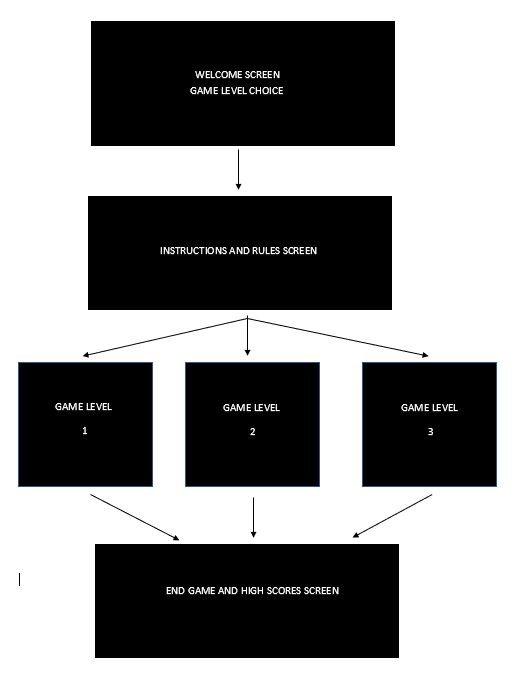 WELCOME SCREEN
GAME LEVEL CHOICE
INSTRUCTIONS AND RULES SCREEN
GAME LEVEL
1
GAME LEVEL
2
GAME LEVEL
3
END GAME AND HIGH SCORES SCREEN